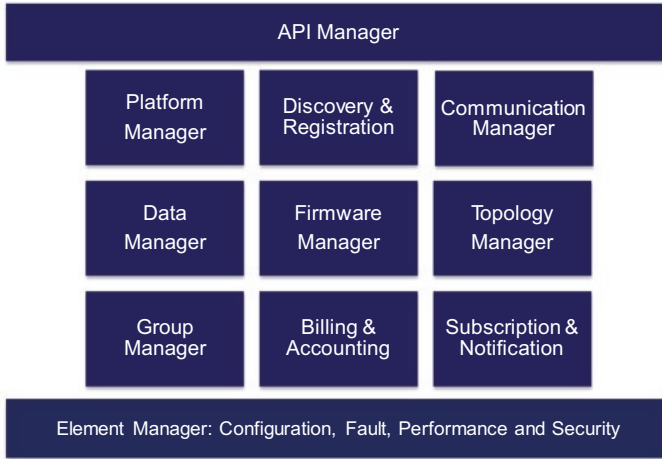 API Manager
Platform
Manager
Discovery &
Registration
Communication
Manager
Data
Manager
Firmware
Manager
Topology
Manager
Group
Manager
Billing &
Accounting
Subscription &
Notification
Element Manager: Configuration, Fault, Performance and Security